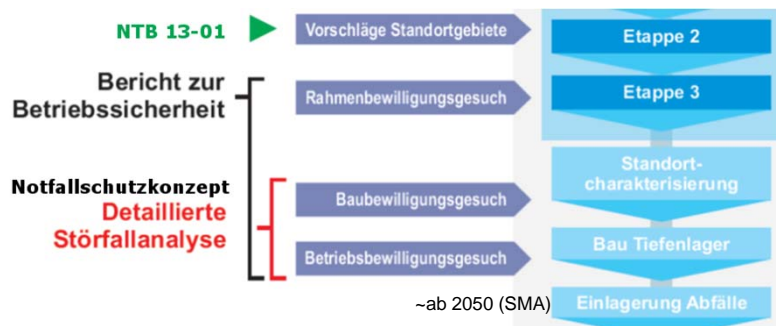 NTB 13-01
Vorschläge Standortgebiete
Etappe 2
Bericht zur
Betriebssicherheit
Rahmenbewilligungsgesuch
Etappe 3
Standort-
charakterisierung
Notfallschutzkonzept
Detaillierte
Störfallanalyse
Baubewilligungsgesuch
Betriebsbewilligungsgesuch
Bau Tiefenlager
~ab 2050 (SMA)
Einlagerung Abfälle